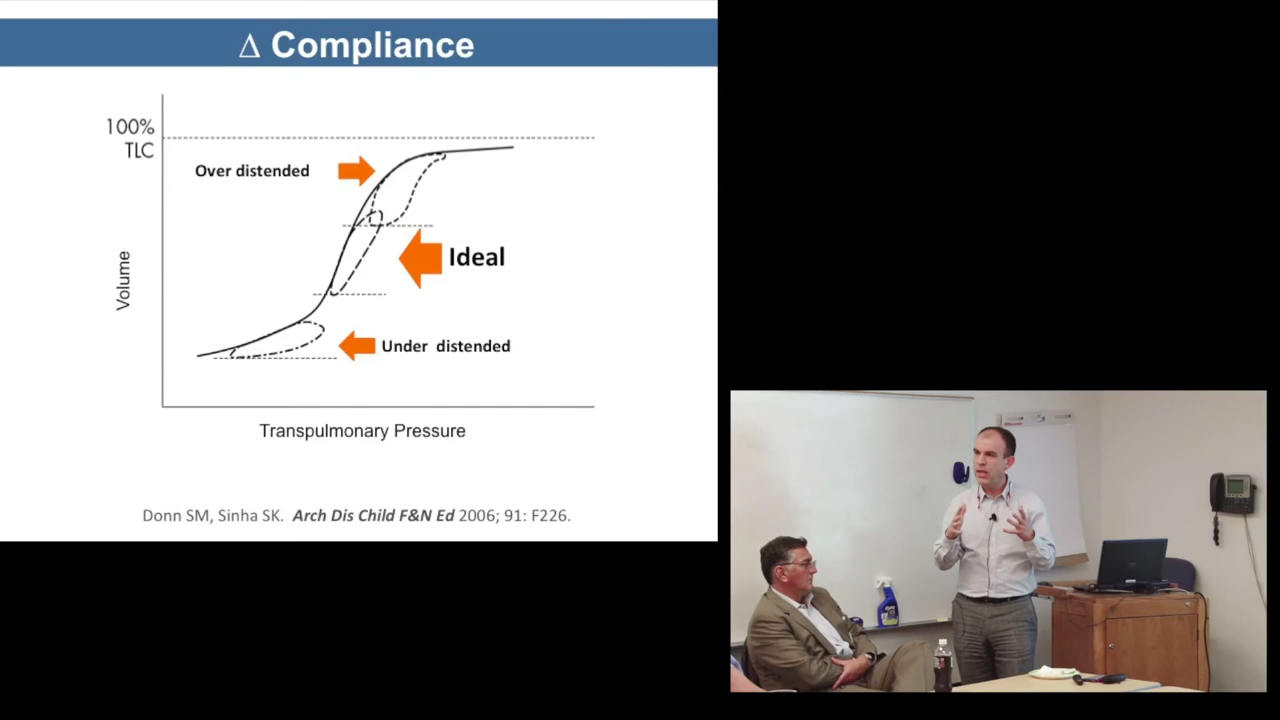 Δ Compliance
100%
TLC
Over distended
Ideal
Volume
Under distended
Transpulmonary Pressure
Donn SM, Sinha SK. Arch Dis Child F&N Ed 2006; 91: F226.